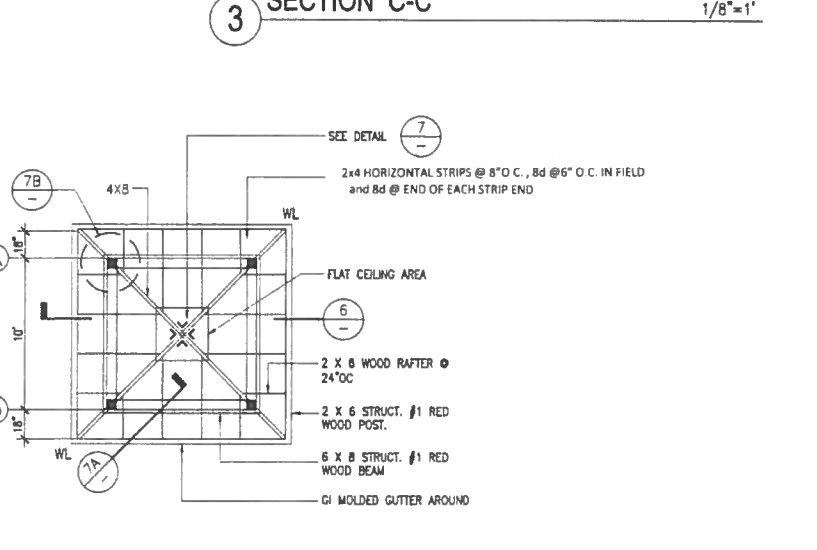 3 SECTION C-C 1/8"=1'
SEE DETAIL 7
2x4 HORIZONTAL STRIPS @ 8"O C. , 8d @6" O.C. IN FIELD
and 8d @ END OF EACH STRIP END
7B
4X8
WL
18"
FLAT CEILING AREA
6
10'
2 X 6 WOOD RAFTER @
24"OC
2 X 6 STRUCT. #1 RED
WOOD POST.
18"
WL
7A
6 X 8 STRUCT. #1 RED
WOOD BEAM
GI MOLDED GUTTER AROUND